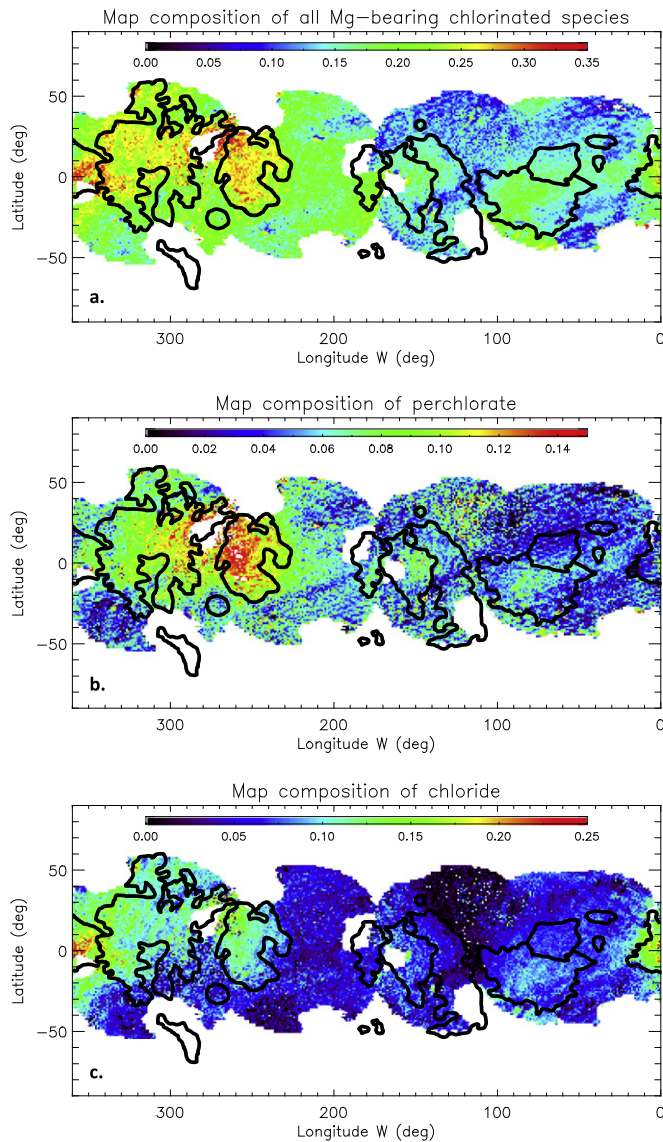 Map composition of all Mg-bearing chlorinated species
0.00 0.05 0.10 0.15 0.20 0.25 0.30 0.35
Latitude (deg)
50
0
-50
a.
300 200 100 0
Longitude W (deg)
Map composition of perchlorate
0.00 0.02 0.04 0.06 0.08 0.10 0.12 0.14
Latitude (deg)
50
0
-50
b.
300 200 100 0
Longitude W (deg)
Map composition of chloride
0.00 0.05 0.10 0.15 0.20 0.25
Latitude (deg)
50
0
-50
c.
300 200 100 0
Longitude W (deg)